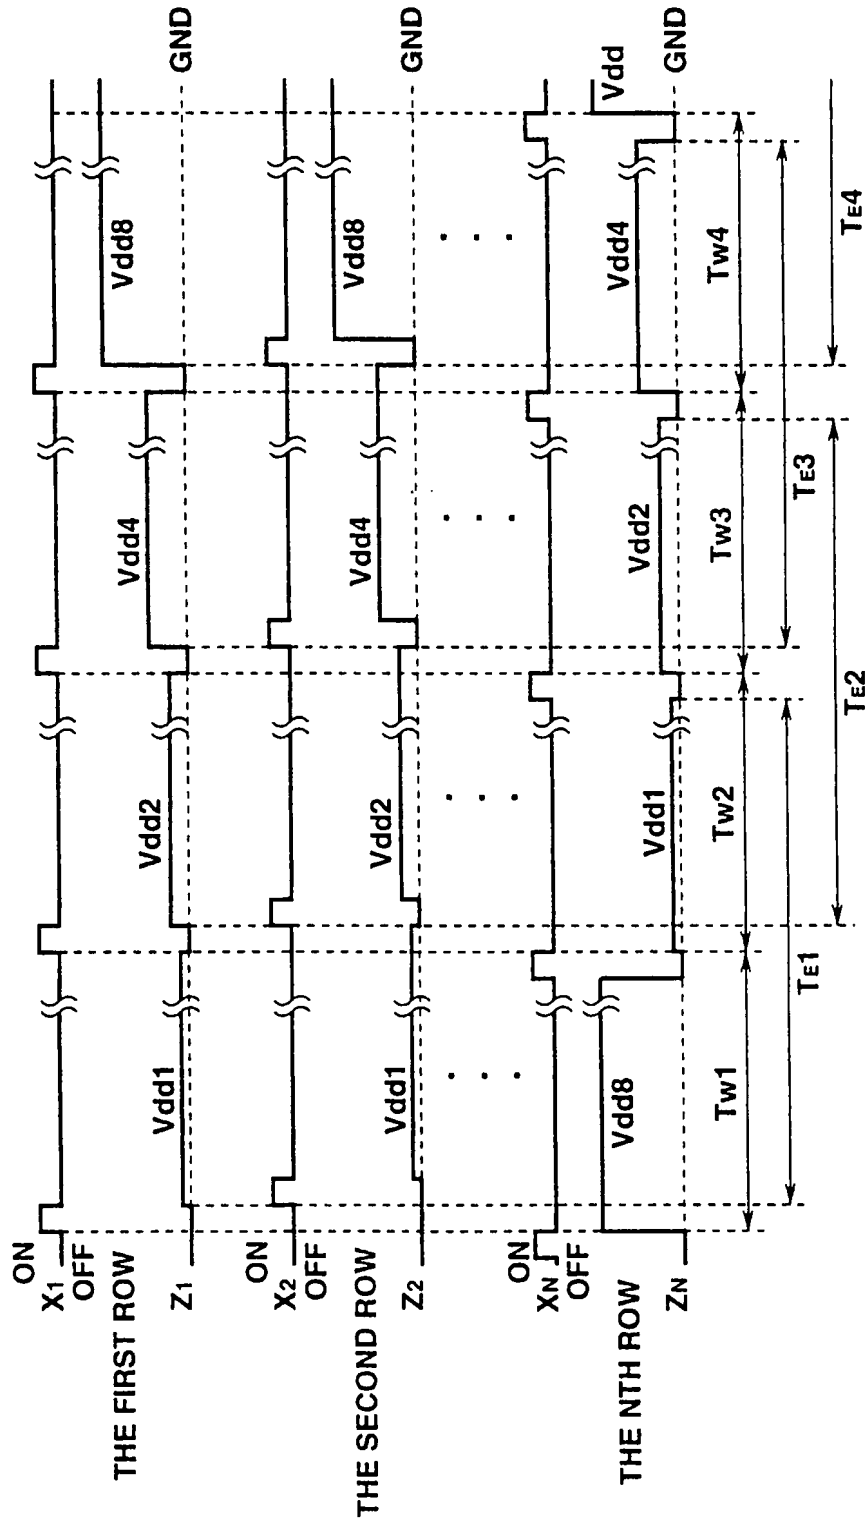 ON
X1
OFF
THE FIRST ROW
Z1
Vdd1
Vdd2
Vdd4
Vdd8
GND
ON
X2
OFF
THE SECOND ROW
Z2
Vdd1
Vdd2
Vdd4
Vdd8
GND
. . .
. . .
. . .
. . .
ON
XN
OFF
THE NTH ROW
ZN
Vdd8
Vdd1
Vdd2
Vdd4
Vdd
GND
Tw1
Tw2
Tw3
Tw4
TE1
TE3
TE2
TE4